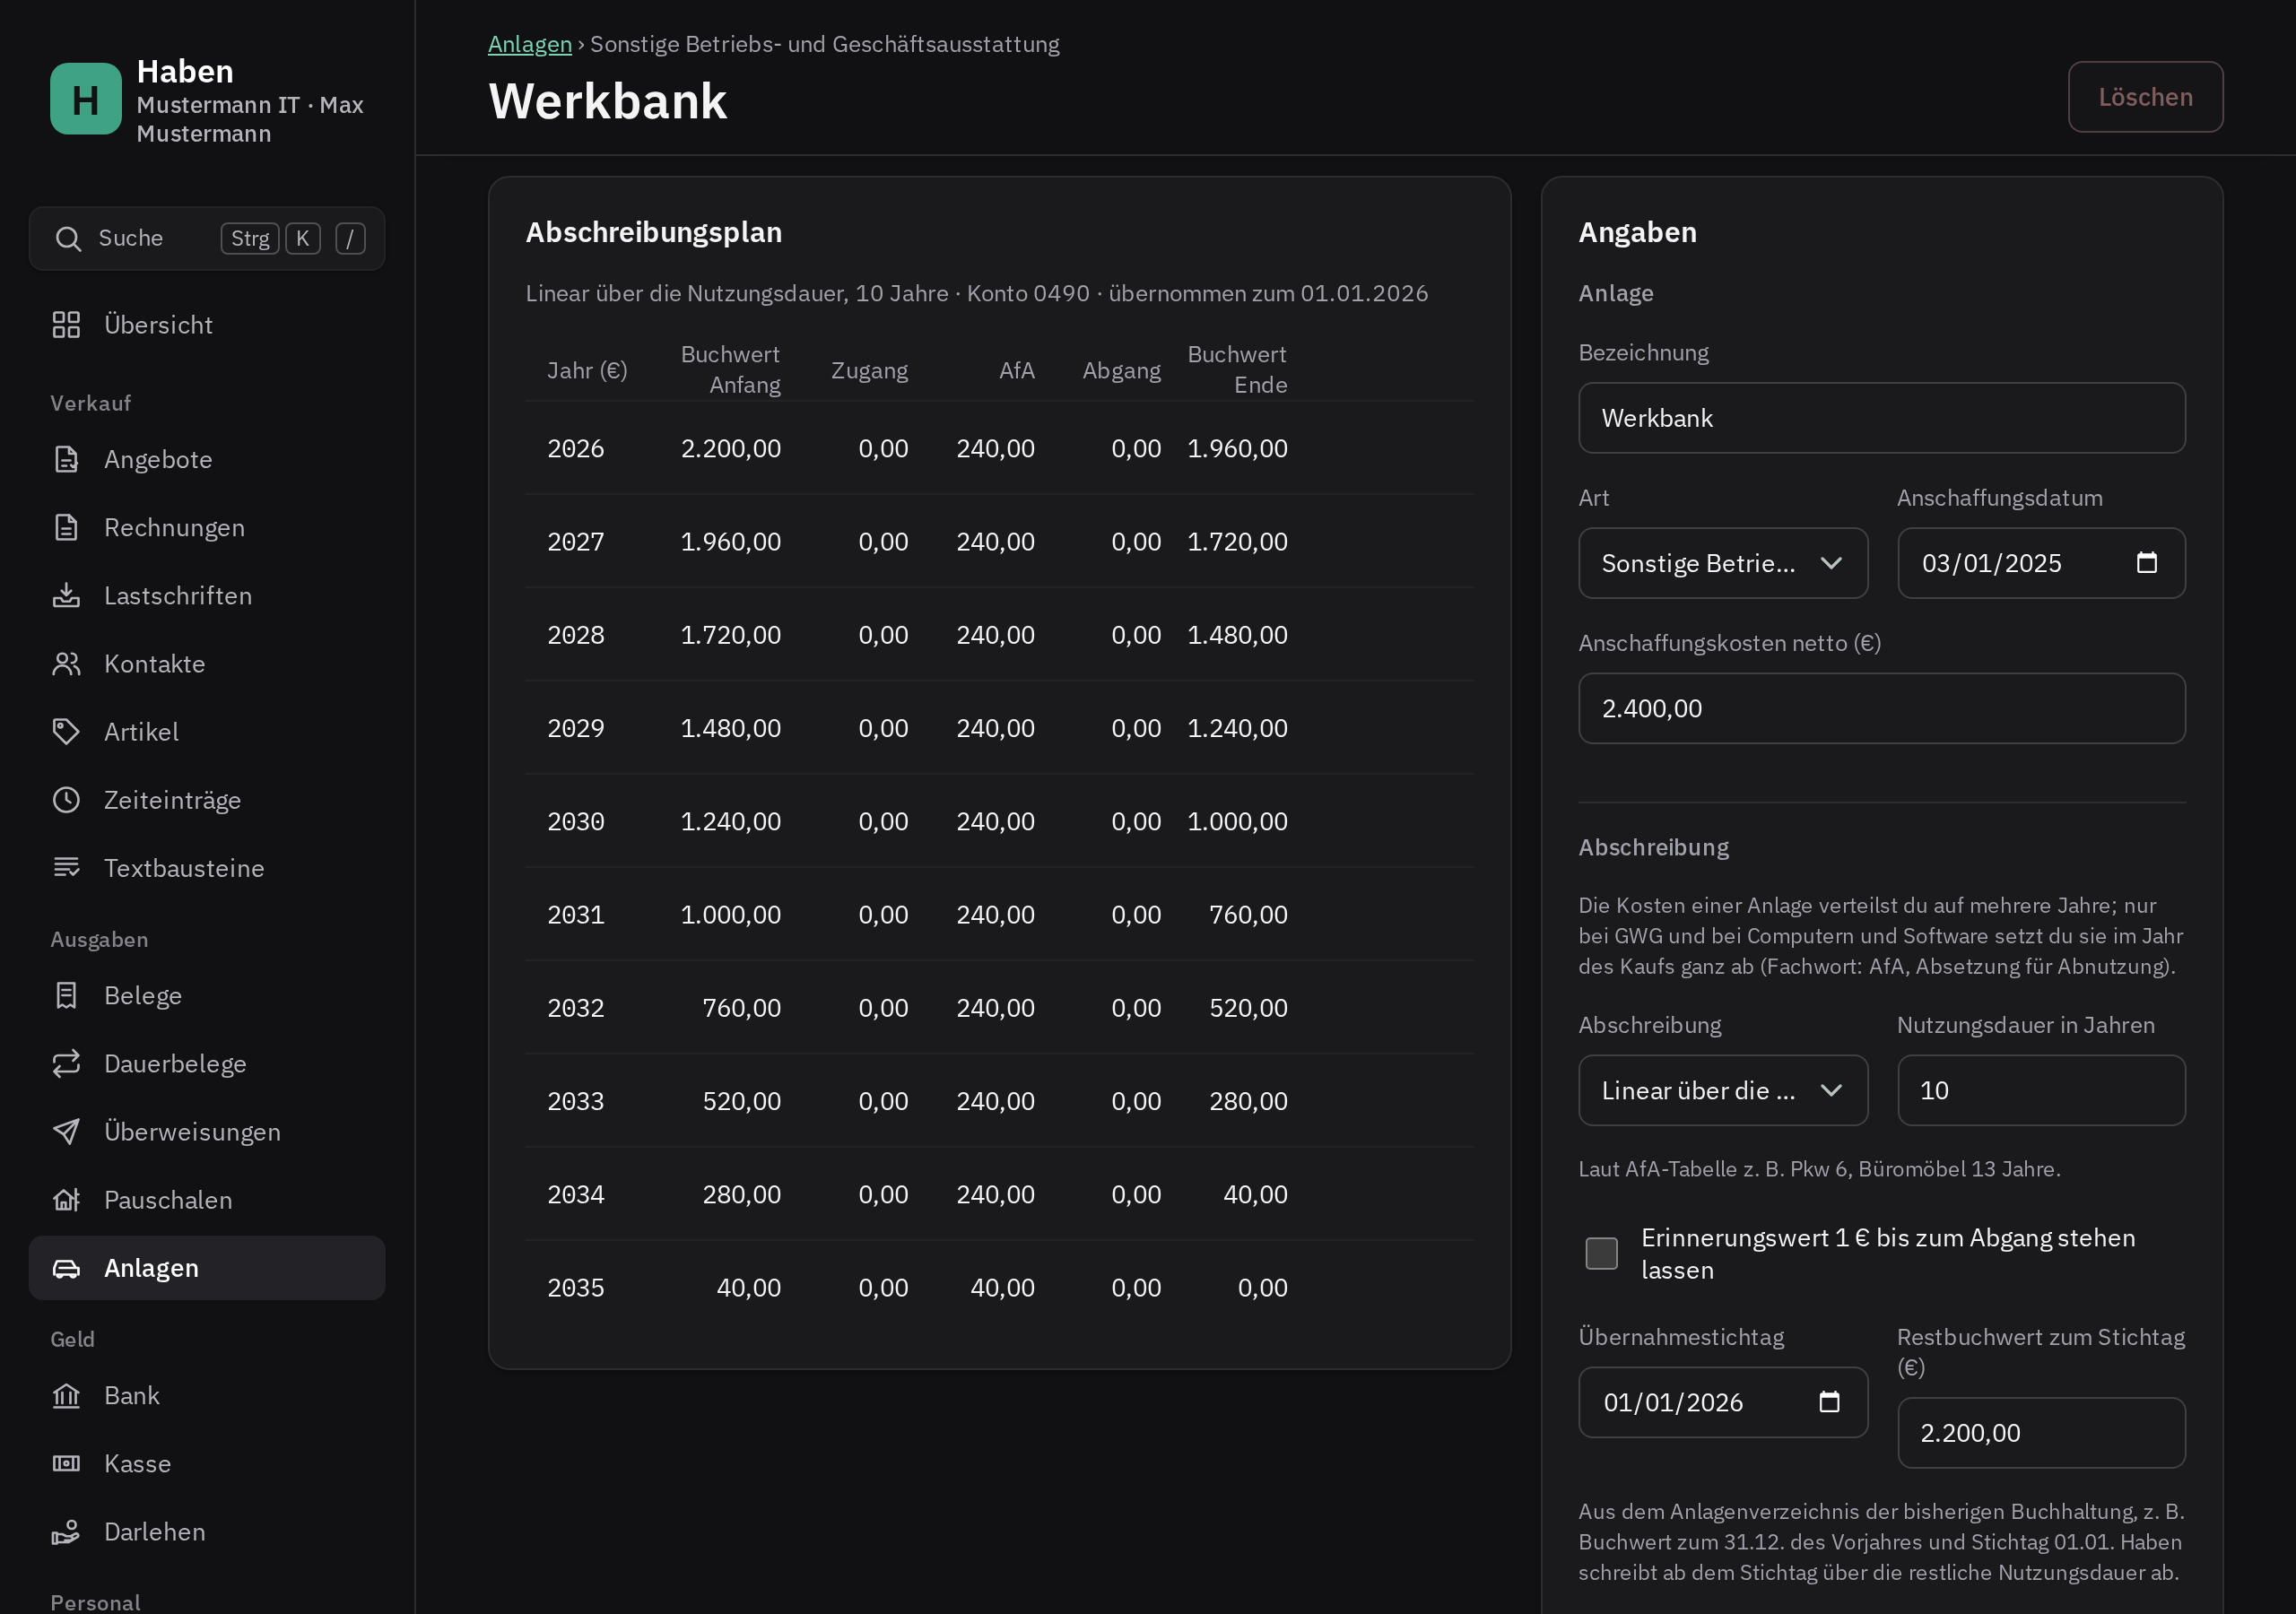 Haben
Mustermann IT · Max
Mustermann
Suche Strg K /
Übersicht
Verkauf
Angebote
Rechnungen
Lastschriften
Kontakte
Artikel
Zeiteinträge
Textbausteine
Ausgaben
Belege
Dauerbelege
Überweisungen
Pauschalen
Anlagen
Geld
Bank
Kasse
Darlehen
Personal
Anlagen › Sonstige Betriebs- und Geschäftsausstattung
Werkbank
Löschen
Abschreibungsplan
Linear über die Nutzungsdauer, 10 Jahre · Konto 0490 · übernommen zum 01.01.2026
Jahr (€) Buchwert Anfang Zugang AfA Abgang Buchwert Ende
2026 2.200,00 0,00 240,00 0,00 1.960,00
2027 1.960,00 0,00 240,00 0,00 1.720,00
2028 1.720,00 0,00 240,00 0,00 1.480,00
2029 1.480,00 0,00 240,00 0,00 1.240,00
2030 1.240,00 0,00 240,00 0,00 1.000,00
2031 1.000,00 0,00 240,00 0,00 760,00
2032 760,00 0,00 240,00 0,00 520,00
2033 520,00 0,00 240,00 0,00 280,00
2034 280,00 0,00 240,00 0,00 40,00
2035 40,00 0,00 40,00 0,00 0,00
Angaben
Anlage
Bezeichnung
Werkbank
Art Anschaffungsdatum
Sonstige Betrie... 03/01/2025
Anschaffungskosten netto (€)
2.400,00
Abschreibung
Die Kosten einer Anlage verteilst du auf mehrere Jahre; nur
bei GWG und bei Computern und Software setzt du sie im Jahr
des Kaufs ganz ab (Fachwort: AfA, Absetzung für Abnutzung).
Abschreibung Nutzungsdauer in Jahren
Linear über die ... 10
Laut AfA-Tabelle z. B. Pkw 6, Büromöbel 13 Jahre.
Erinnerungswert 1 € bis zum Abgang stehen
lassen
Übernahmestichtag Restbuchwert zum Stichtag
(€)
01/01/2026
2.200,00
Aus dem Anlagenverzeichnis der bisherigen Buchhaltung, z. B.
Buchwert zum 31.12. des Vorjahres und Stichtag 01.01. Haben
schreibt ab dem Stichtag über die restliche Nutzungsdauer ab.
H